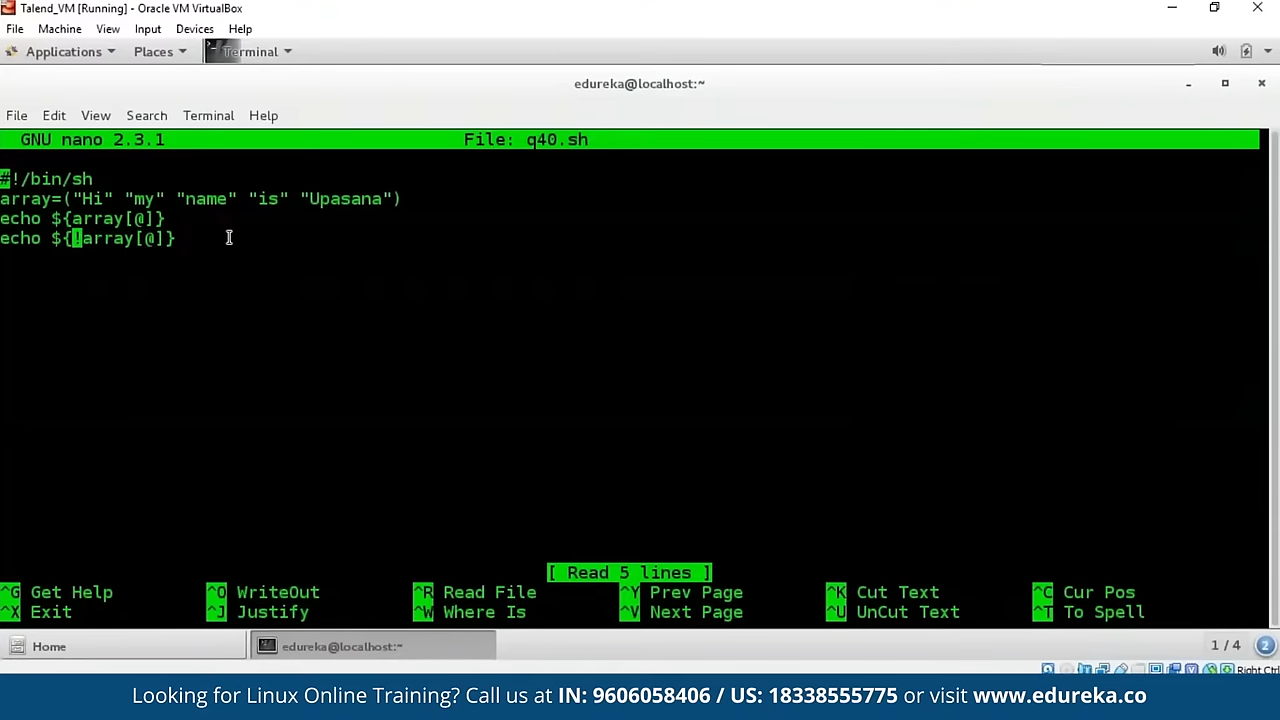 Talend_VM [Running] - Oracle VM VirtualBox
File Machine View Input Devices Help
Applications Places Terminal
edureka@localhost:~
File Edit View Search Terminal Help
GNU nano 2.3.1 File: q40.sh
#!/bin/sh
array=("Hi" "my" "name" "is" "Upasana")
echo ${array[@]}
echo ${!array[@]}
[ Read 5 lines ]
^G Get Help ^O WriteOut ^R Read File ^Y Prev Page ^K Cut Text ^C Cur Pos
^X Exit ^J Justify ^W Where Is ^V Next Page ^U UnCut Text ^T To Spell
Home edureka@localhost:~ 1 / 4 2
Right Ctrl
Looking for Linux Online Training? Call us at IN: 9606058406 / US: 18338555775 or visit www.edureka.co